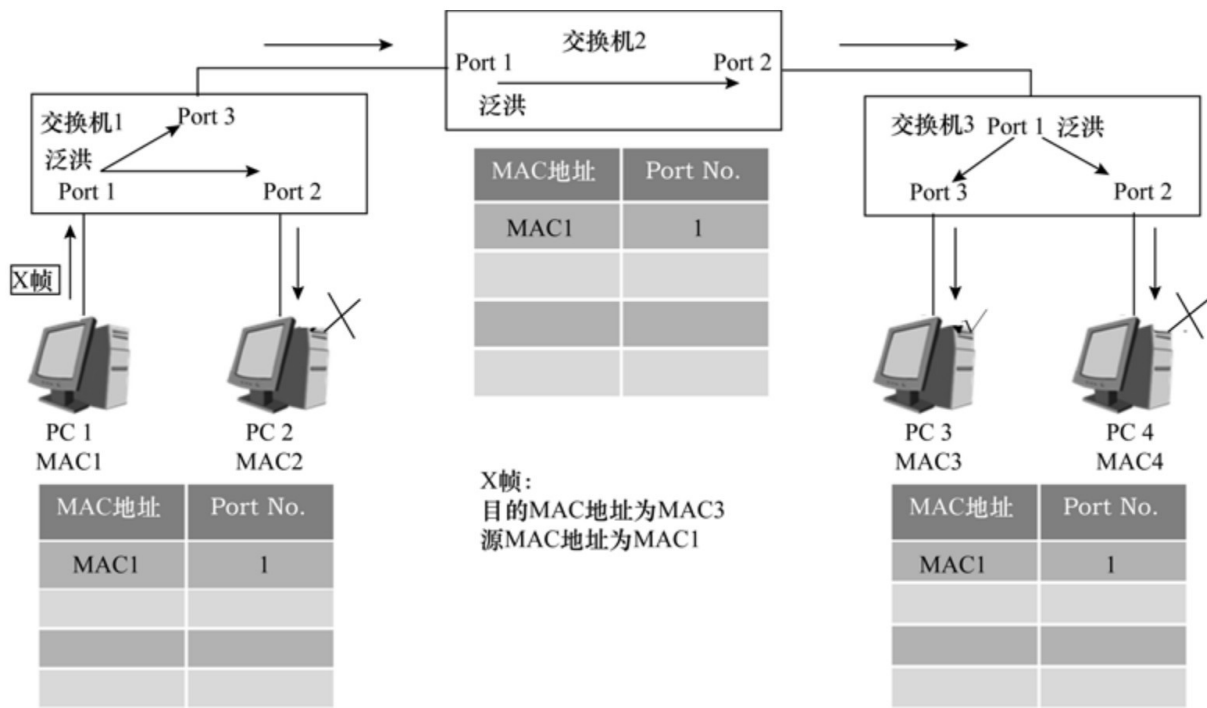 交换机2
Port 1
Port 2
泛洪
交换机1
Port 3
泛洪
Port 1
Port 2
交换机3 Port 1 泛洪
Port 3
Port 2
X帧
MAC地址 Port No.
MAC1 1
PC 1
MAC1
PC 2
MAC2
PC 3
MAC3
PC 4
MAC4
X帧：
目的MAC地址为MAC3
源MAC地址为MAC1
MAC地址 Port No.
MAC1 1
MAC地址 Port No.
MAC1 1